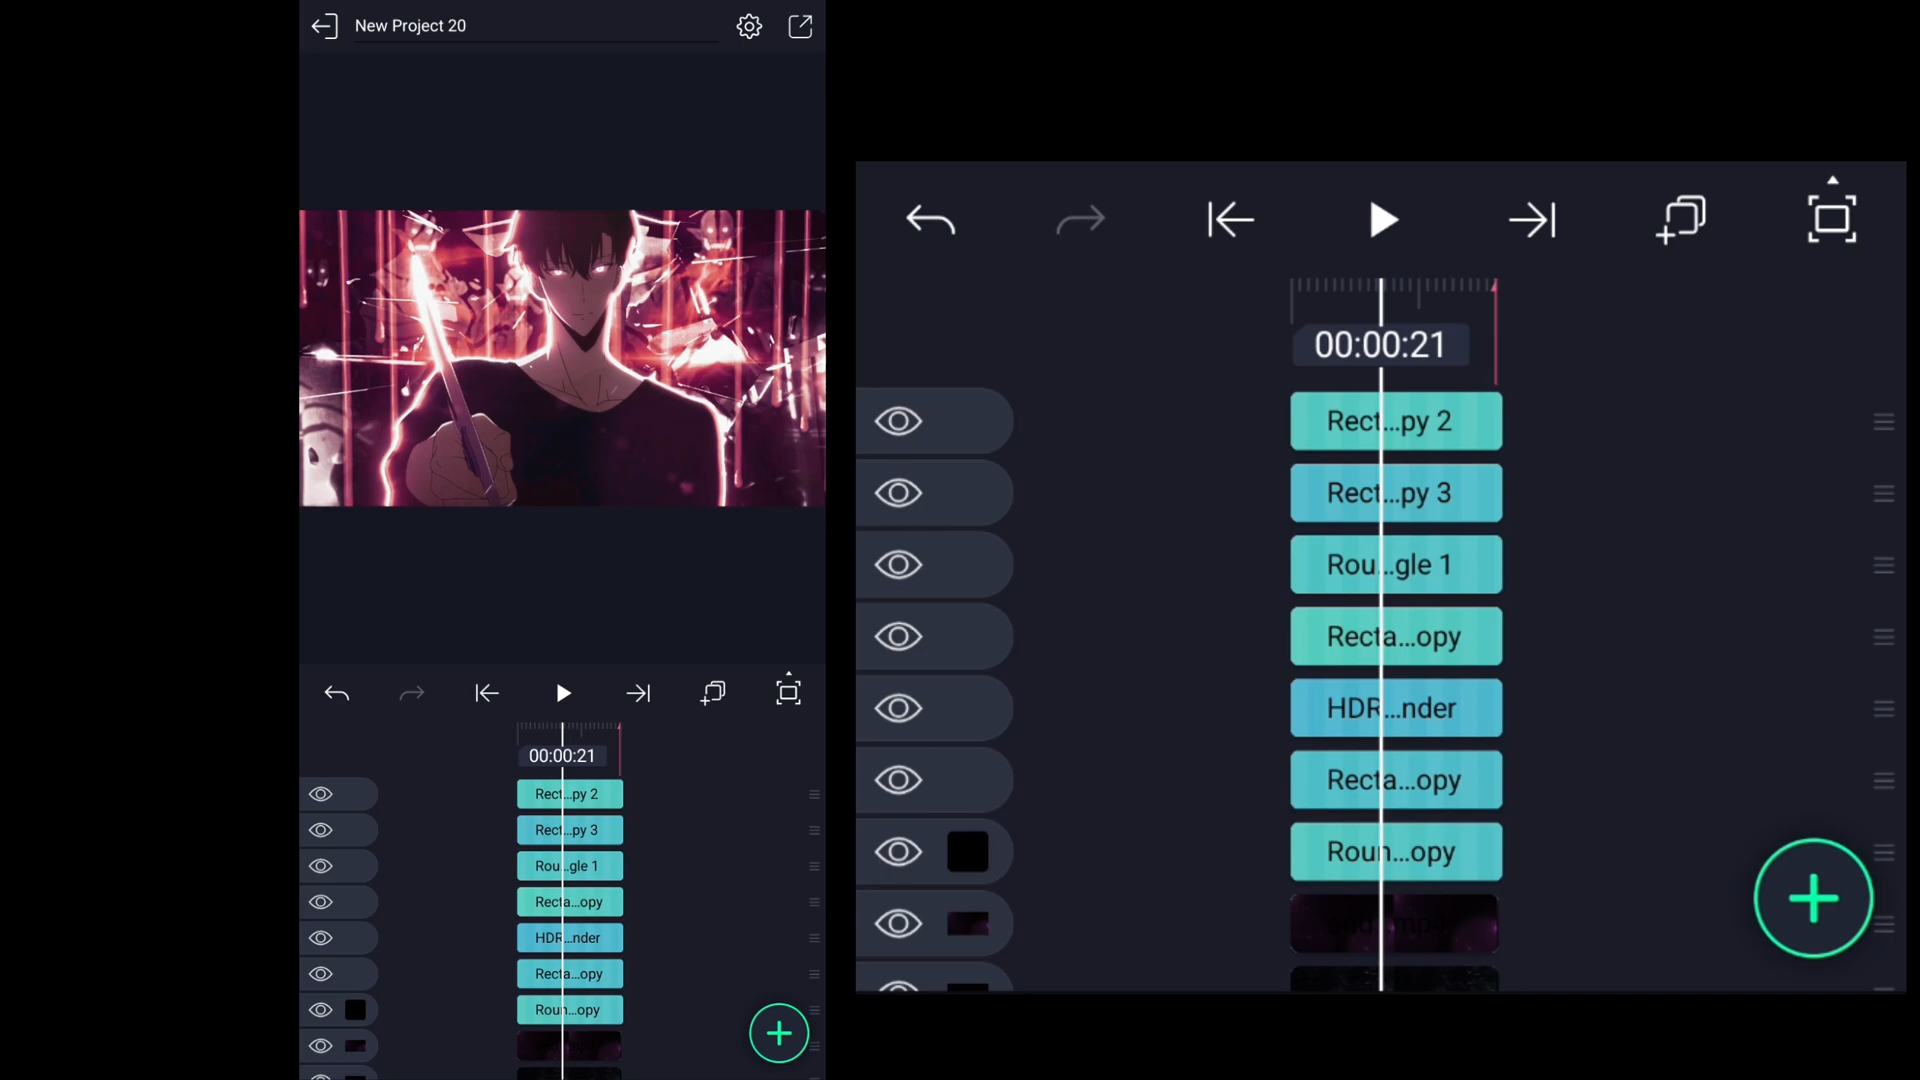 New Project 20
00:00:21
Rect...py 2
Rect...py 3
Rou...gle 1
Recta...opy
HDR...nder
Recta...opy
Roun...opy
00:00:21
Rect...py 2
Rect...py 3
Rou...gle 1
Recta...opy
HDR...nder
Recta...opy
Roun...opy